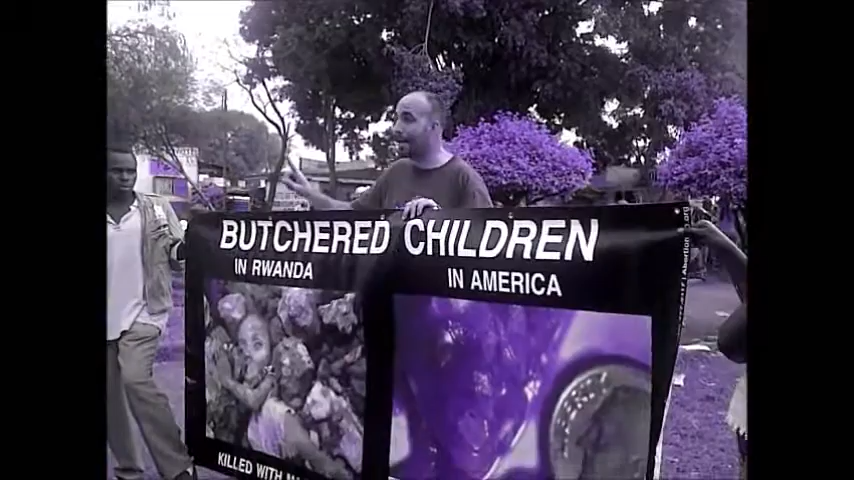 BUTCHERED CHILDREN
IN RWANDA IN AMERICA
KILLED WITH